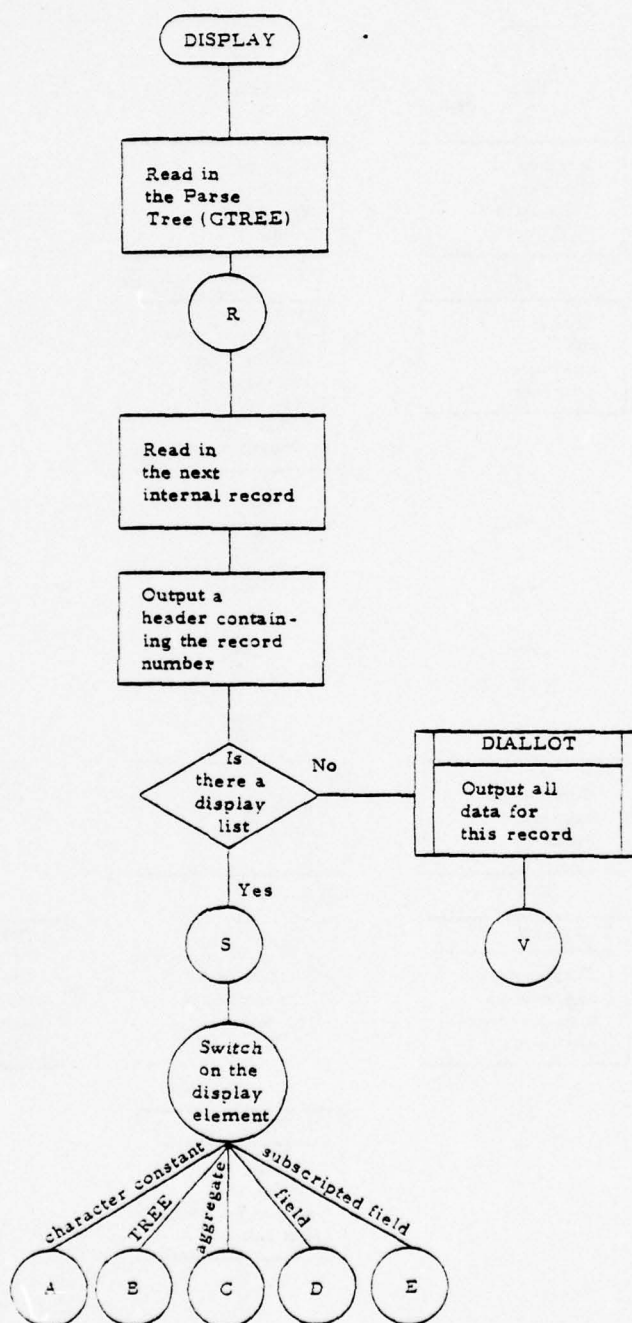 DISPLAY
Read in
the Parse
Tree (GTREE)
R
Read in
the next
internal record
Output a
header contain-
ing the record
number
Is
there a
display
list
No
DIALLOT
Output all
data for
this record
Yes
S
V
Switch
on the
display
element
character constant
TREE
aggregate
field
subscripted field
A
B
C
D
E